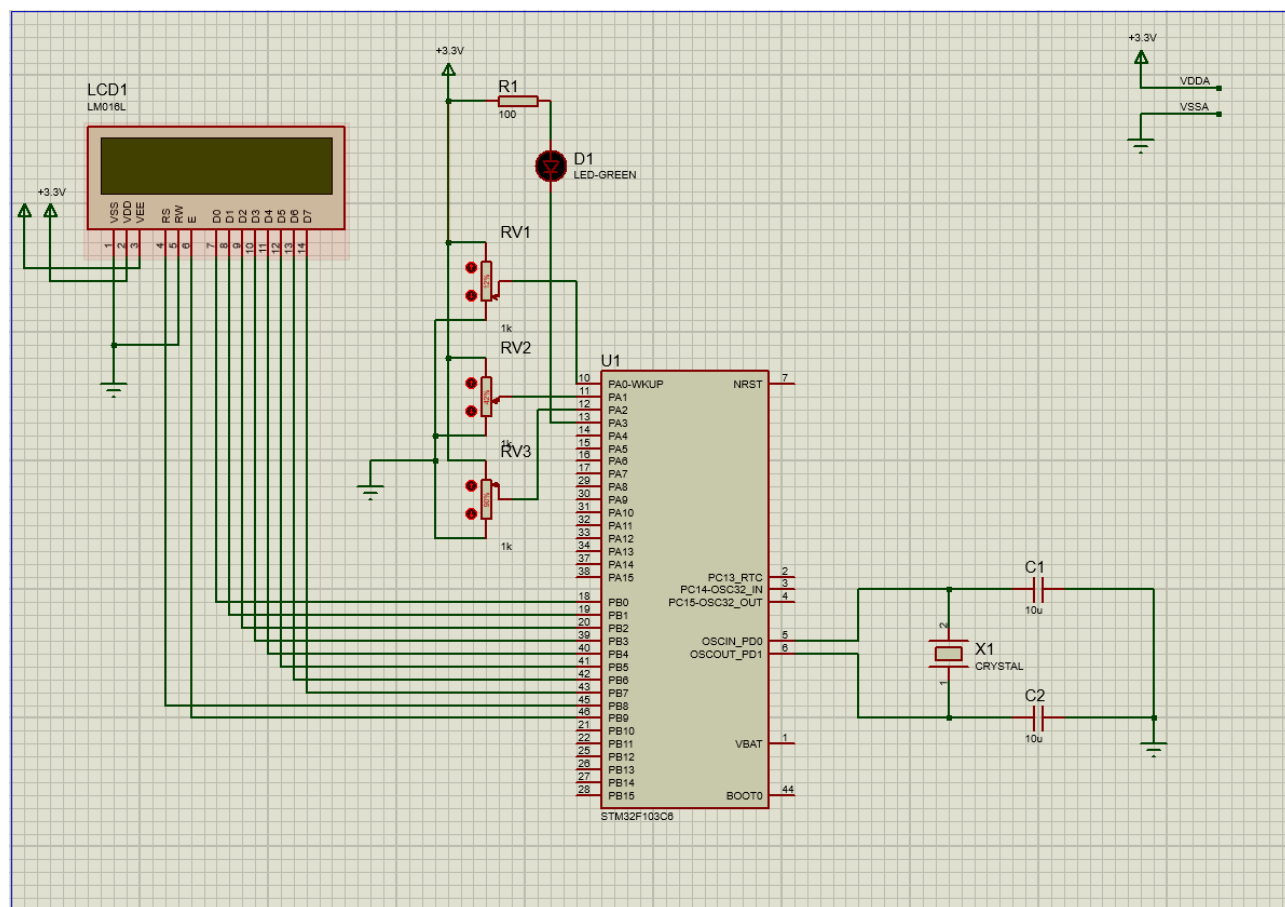 LCD1
LM016L
+3.3V
VSS
VDD
VEE
RS
RW
E
D0
D1
D2
D3
D4
D5
D6
D7
1
2
3
4
5
6
7
8
9
10
11
12
13
14
+3.3V
R1
100
D1
LED-GREEN
RV1
1k
RV2
42%
1k
RV3
1k
+3.3V
VDDA
VSSA
U1
10 PA0-WKUP
11 PA1
12 PA2
13 PA3
14 PA4
15 PA5
16 PA6
17 PA7
29 PA8
30 PA9
31 PA10
32 PA11
33 PA12
34 PA13
37 PA14
38 PA15
18 PB0
19 PB1
20 PB2
39 PB3
40 PB4
41 PB5
42 PB6
43 PB7
45 PB8
46 PB9
21 PB10
22 PB11
25 PB12
26 PB13
27 PB14
28 PB15
NRST 7
PC13_RTC 2
PC14-OSC32_IN 3
PC15-OSC32_OUT 4
OSCIN_PD0 5
OSCOUT_PD1 6
VBAT 1
BOOT0 44
STM32F103C6
C1
10u
2
X1
CRYSTAL
1
C2
10u